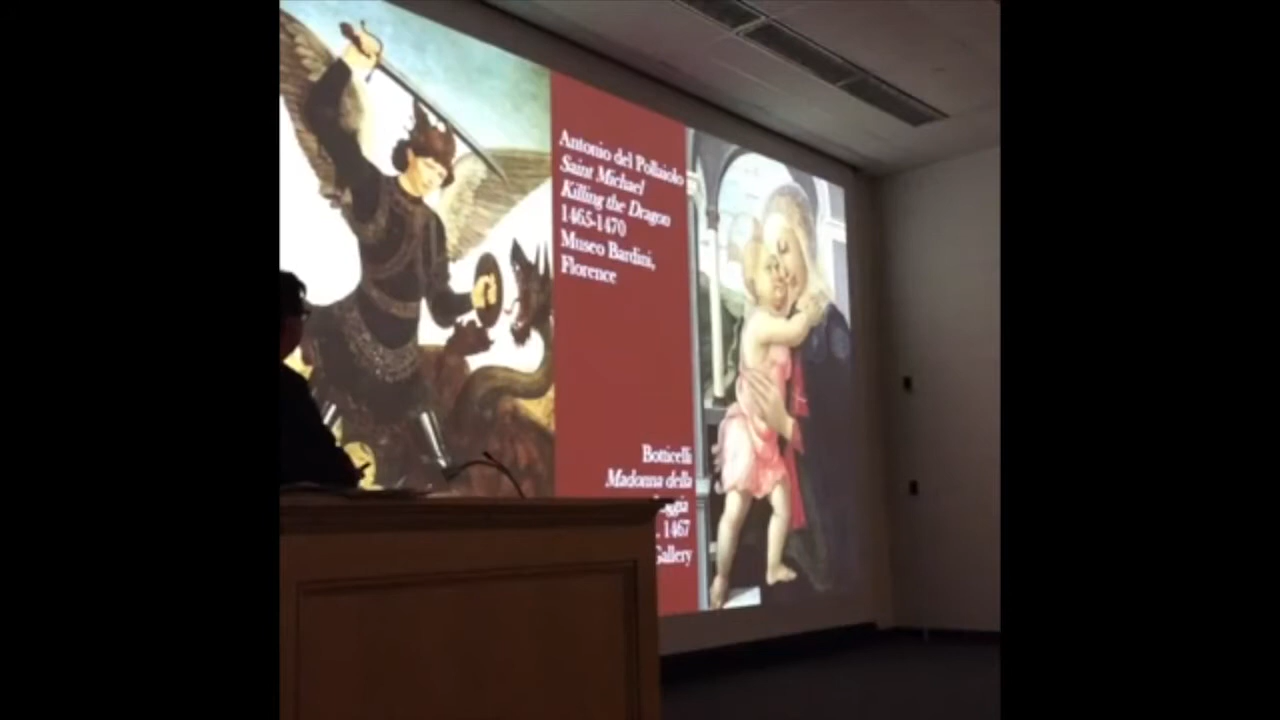 Antonio del Pollaiolo
Saint Michael
Killing the Dragon
1465-1470
Museo Bardini,
Florence
Botticelli
Madonna della
1467
Gallery